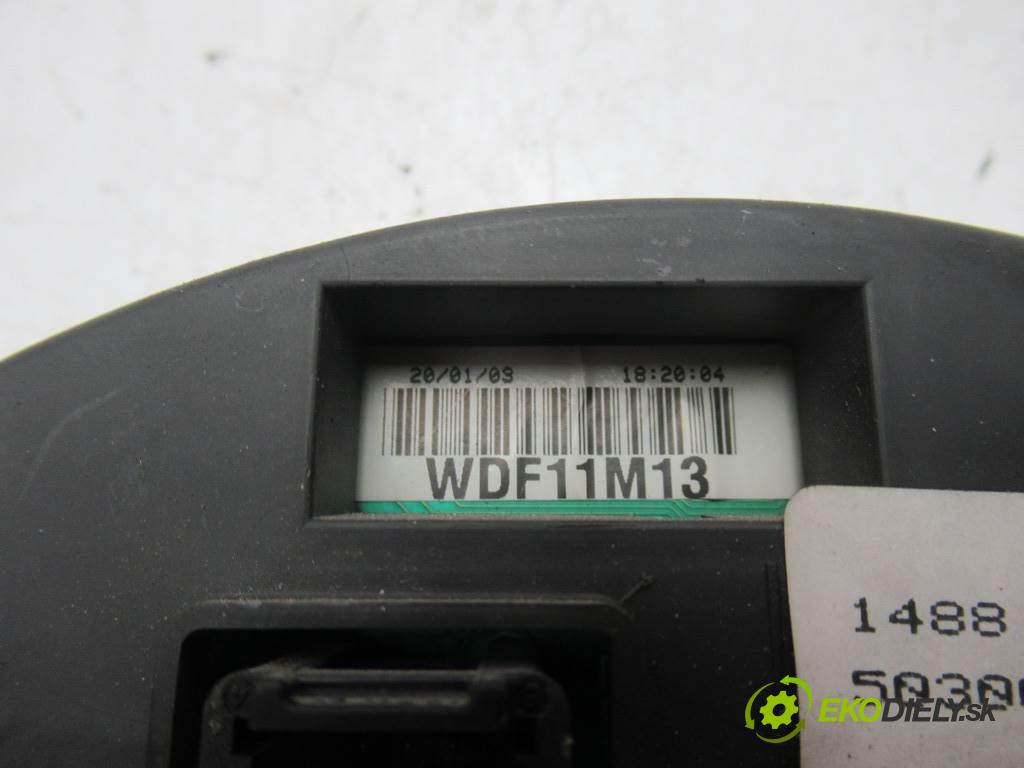 20/01/03 18:20:04
WDF11M13
1488
EKODIELY.sk